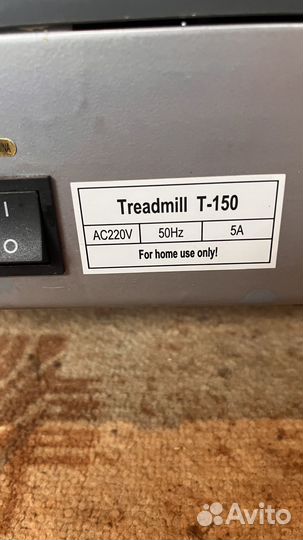 Treadmill T-150
AC220V 50Hz 5A
For home use only!
I
O
Avito